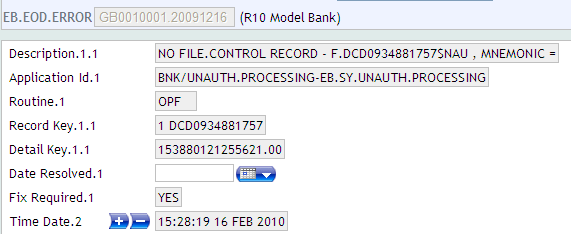 EB.EOD.ERROR GB0010001.20091216 (R10 Model Bank)
Description.1.1 NO FILE.CONTROL RECORD - F.DCD0934881757$NAU , MNEMONIC =
Application Id.1 BNK/UNAUTH.PROCESSING-EB.SY.UNAUTH.PROCESSING
Routine.1 OPF
Record Key.1.1 1 DCD0934881757
Detail Key.1.1 153880121255621.00
Date Resolved.1
Fix Required.1 YES
Time Date.2 15:28:19 16 FEB 2010